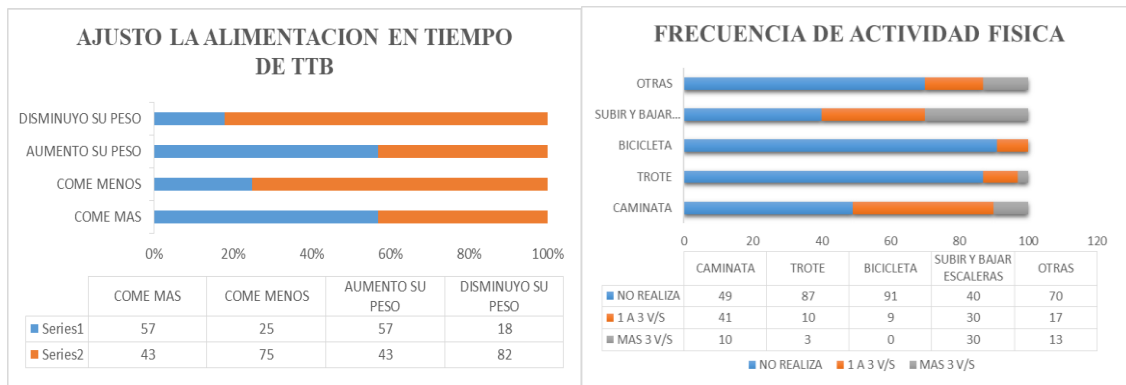 AJUSTO LA ALIMENTACION EN TIEMPO
DE TTB
DISMINUYO SU PESO
AUMENTO SU PESO
COME MENOS
COME MAS
0% 20% 40% 60% 80% 100%
COME MAS COME MENOS AUMENTO SU PESO DISMINUYO SU PESO
Series1 57 25 57 18
Series2 43 75 43 82
FRECUENCIA DE ACTIVIDAD FISICA
OTRAS
SUBIR Y BAJAR...
BICICLETA
TROTE
CAMINATA
0 20 40 60 80 100 120
CAMINATA TROTE BICICLETA SUBIR Y BAJAR ESCALERAS OTRAS
NO REALIZA 49 87 91 40 70
1 A 3 V/S 41 10 9 30 17
MAS 3 V/S 10 3 0 30 13
NO REALIZA 1 A 3 V/S MAS 3 V/S